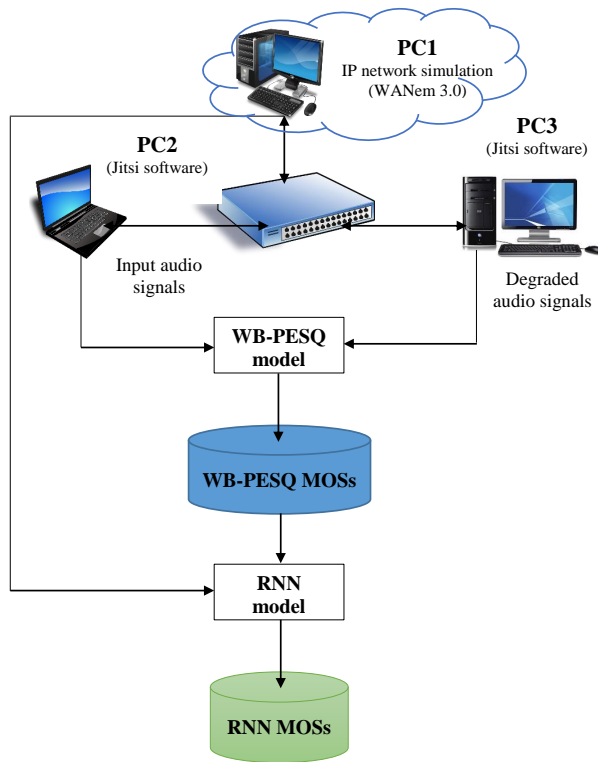 PC1
IP network simulation
(WANem 3.0)
PC2
(Jitsi software)
PC3
(Jitsi software)
Input audio
signals
Degraded
audio signals
WB-PESQ
model
WB-PESQ MOSs
RNN
model
RNN MOSs